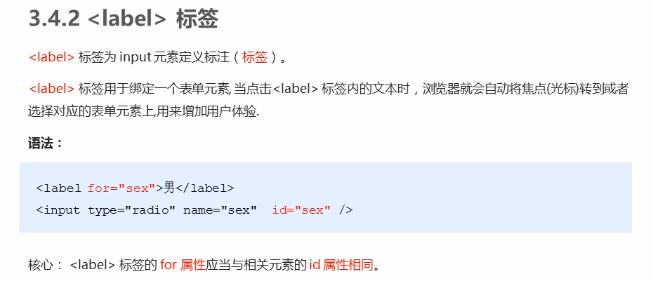 3.4.2 <label> 标签
<label> 标签为 input 元素定义标注（标签）。
<label> 标签用于绑定一个表单元素, 当点击<label> 标签内的文本时，浏览器就会自动将焦点(光标)转到或者
选择对应的表单元素上,用来增加用户体验.
语法：
<label for="sex">男</label>
<input type="radio" name="sex"  id="sex" />
核心： <label> 标签的 for 属性应当与相关元素的 id 属性相同。